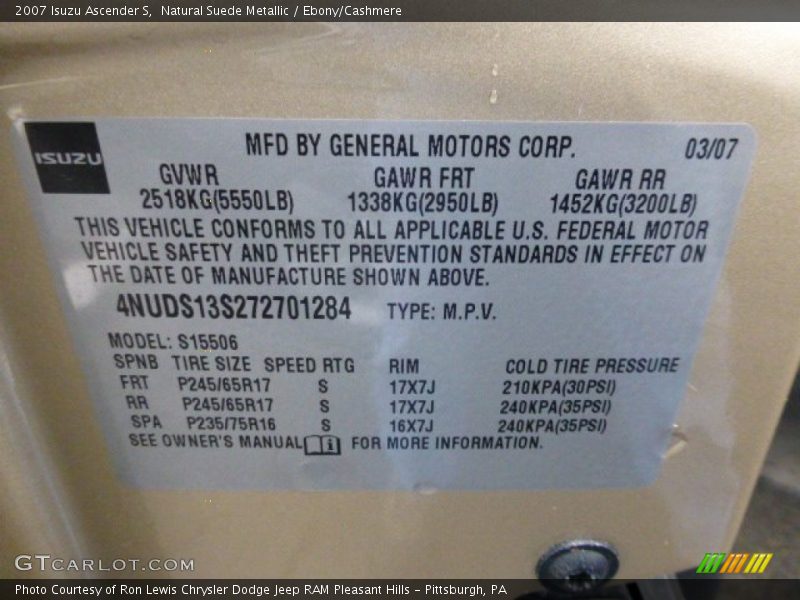 2007 Isuzu Ascender S, Natural Suede Metallic / Ebony/Cashmere
ISUZU
MFD BY GENERAL MOTORS CORP. 03/07
GVWR GAWR FRT GAWR RR
2518KG(5550LB) 1338KG(2950LB) 1452KG(3200LB)
THIS VEHICLE CONFORMS TO ALL APPLICABLE U.S. FEDERAL MOTOR
VEHICLE SAFETY AND THEFT PREVENTION STANDARDS IN EFFECT ON
THE DATE OF MANUFACTURE SHOWN ABOVE.
4NUDS13S272701284 TYPE: M.P.V.
MODEL: S15506
SPNB TIRE SIZE SPEED RTG RIM COLD TIRE PRESSURE
FRT P245/65R17 S 17X7J 210KPA(30PSI)
RR P245/65R17 S 17X7J 240KPA(35PSI)
SPA P235/75R16 S 16X7J 240KPA(35PSI)
SEE OWNER'S MANUAL i FOR MORE INFORMATION.
GTCARLOT.COM
Photo Courtesy of Ron Lewis Chrysler Dodge Jeep RAM Pleasant Hills - Pittsburgh, PA